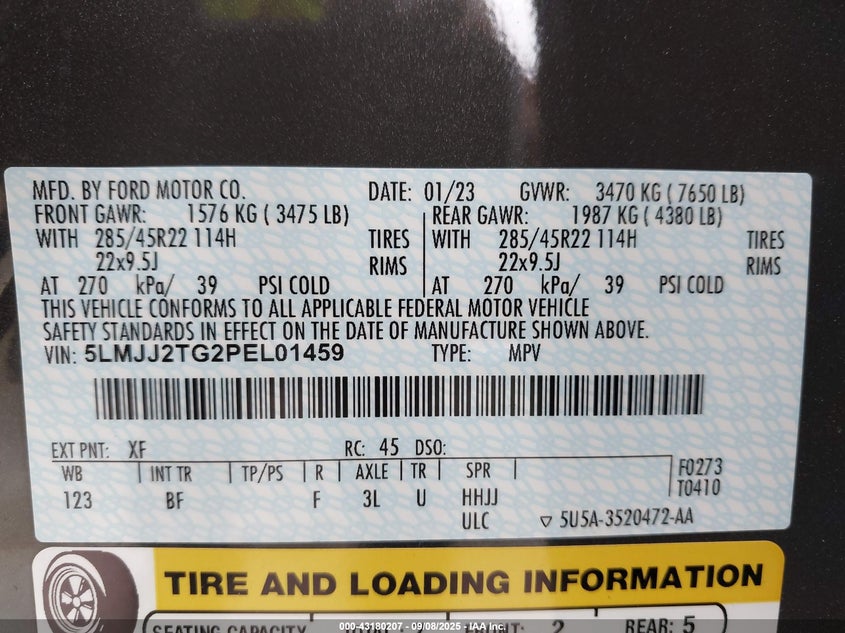 MFD. BY FORD MOTOR CO. DATE: 01/23 GVWR: 3470 KG ( 7650 LB)
FRONT GAWR: 1576 KG ( 3475 LB) REAR GAWR: 1987 KG ( 4380 LB)
WITH 285/45R22 114H TIRES WITH 285/45R22 114H TIRES
22x9.5J RIMS 22x9.5J RIMS
AT 270 kPa/ 39 PSI COLD AT 270 kPa/ 39 PSI COLD
THIS VEHICLE CONFORMS TO ALL APPLICABLE FEDERAL MOTOR VEHICLE
SAFETY STANDARDS IN EFFECT ON THE DATE OF MANUFACTURE SHOWN ABOVE.
VIN: 5LMJJ2TG2PEL01459 TYPE: MPV
EXT PNT: XF RC: 45 DSO:
WB INT TR TP/PS R AXLE TR SPR F0273
123 BF F 3L U HHJJ T0410
ULC ▽ 5U5A-3520472-AA
TIRE AND LOADING INFORMATION
SEATING CAPACITY 2 REAR: 5
000-43180207 - 09/08/2025 - IAA Inc.